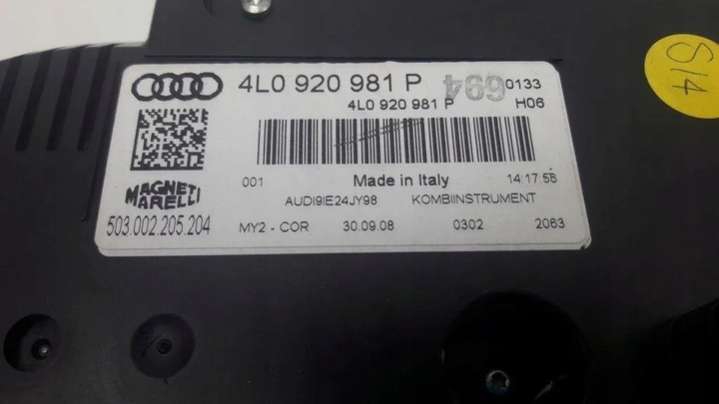 4L0 920 981 P 694 0133
4L0 920 981 P H06
001 Made in Italy 14:17:58
MAGNETI
MARELLI
AUDI9IE24JY98 KOMBIINSTRUMENT
503.002.205.204
MY2 - COR 30.09.08 0302 2063
S14